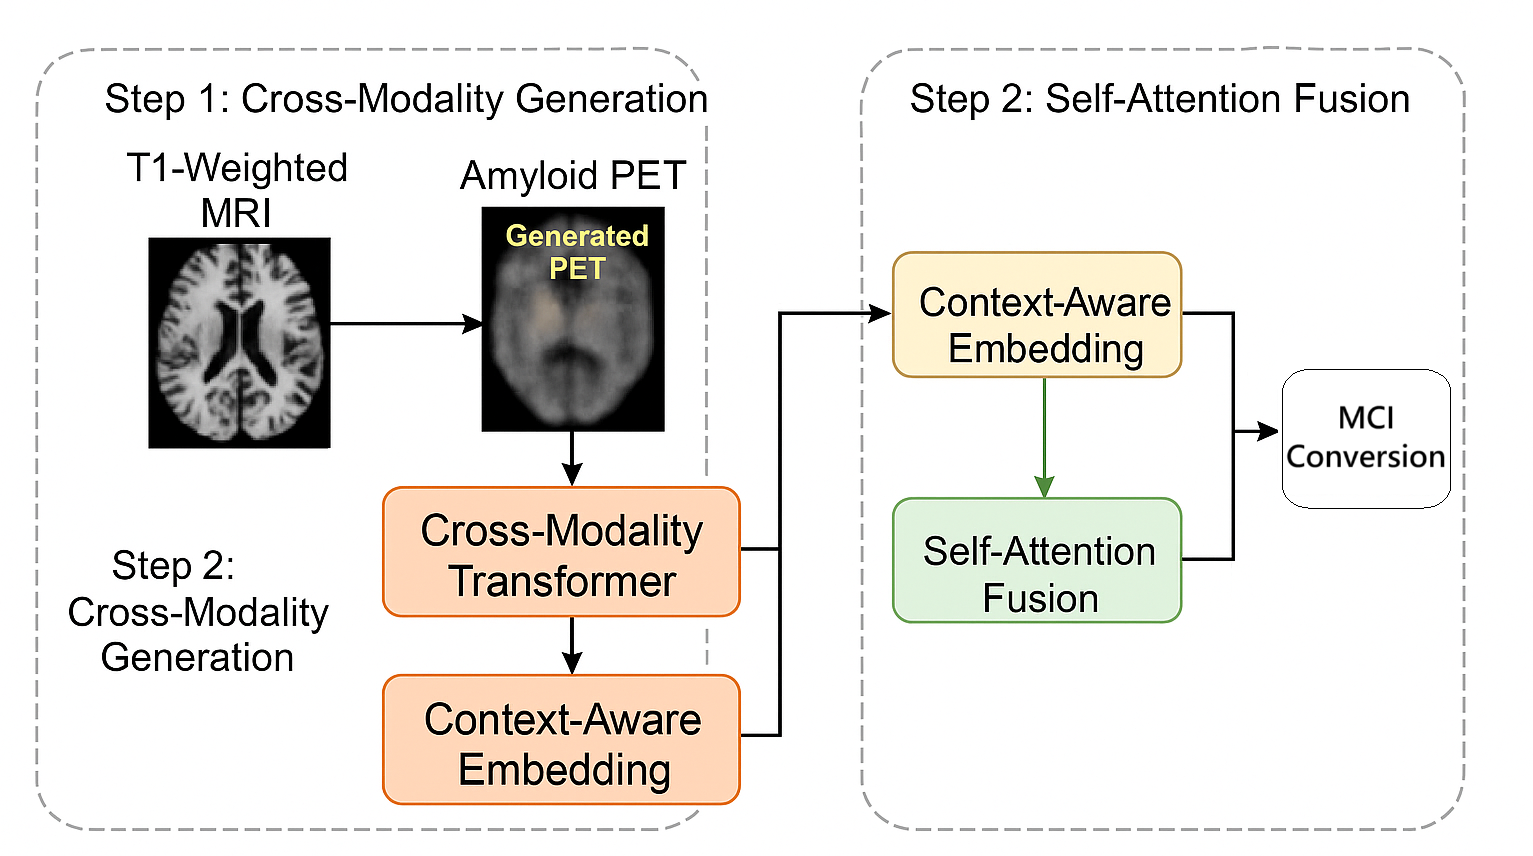 Step 1: Cross-Modality Generation
T1-Weighted
MRI
Amyloid PET
Generated
PET
Cross-Modality
Transformer
Step 2:
Cross-Modality
Generation
Context-Aware
Embedding
Step 2: Self-Attention Fusion
Context-Aware
Embedding
Self-Attention
Fusion
MCI
Conversion